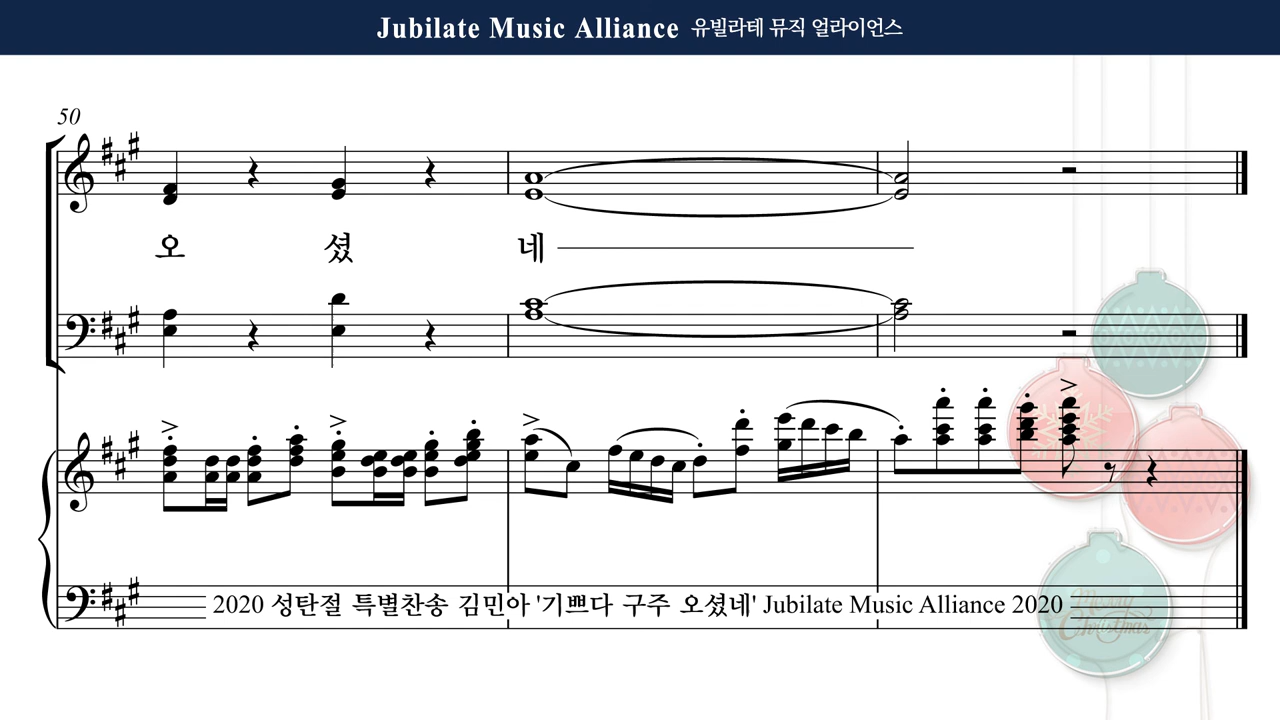 Jubilate Music Alliance 유빌라테 뮤직 얼라이언스
50
오 셨 네
2020 성탄절 특별찬송 김민아 '기쁘다 구주 오셨네' Jubilate Music Alliance 2020
Merry
Christmas